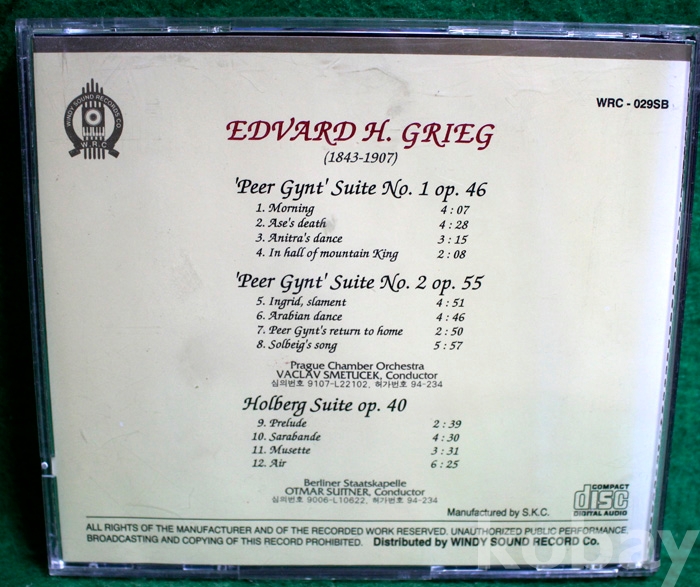 WINDY SOUND RECORDS CO.
W.R.C
WRC - 029SB
EDVARD H. GRIEG
(1843-1907)
'Peer Gynt' Suite No. 1 op. 46
1. Morning 4 : 07
2. Ase's death 4 : 28
3. Anitra's dance 3 : 15
4. In hall of mountain King 2 : 08
'Peer Gynt' Suite No. 2 op. 55
5. Ingrid, slament 4 : 51
6. Arabian dance 4 : 46
7. Peer Gynt's return to home 2 : 50
8. Solbeig's song 5 : 57
Prague Chamber Orchestra
VACLAV SMETUCEK, Conductor
심의번호 9107-L22102, 허가번호 94-234
Holberg Suite op. 40
9. Prelude 2 : 39
10. Sarabande 4 : 30
11. Musette 3 : 31
12. Air 6 : 25
Berliner Staatskapelle
OTMAR SUITNER, Conductor
심의번호 9006-L10622, 허가번호 94-234
Manufactured by S.K.C.
COMPACT
disc
DIGITAL AUDIO
ALL RIGHTS OF THE MANUFACTURER AND OF THE RECORDED WORK RESERVED. UNAUTHORIZED PUBLIC PERFORMANCE,
BROADCASTING AND COPYING OF THIS RECORD PROHIBITED. Distributed by WINDY SOUND RECORD Co.
kobay